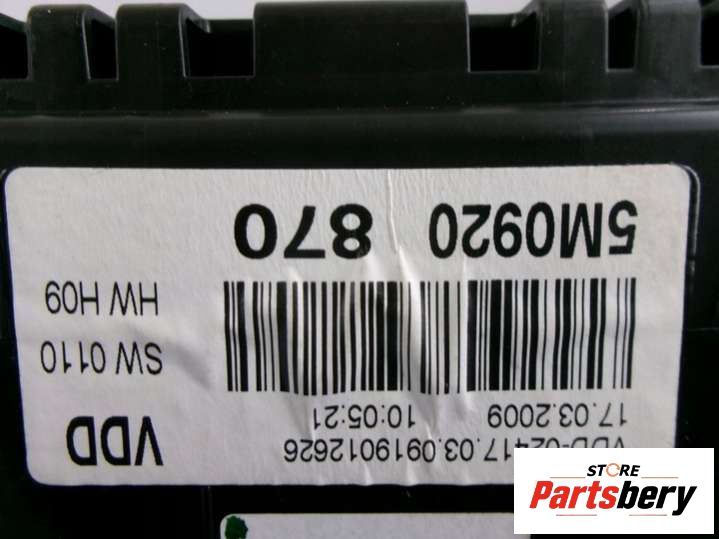 VDD-02417.03.0919012626
17.03.2009 10:05:21
VDD
SW 0110
HW H09
5M0920 870
STORE
Partsbery